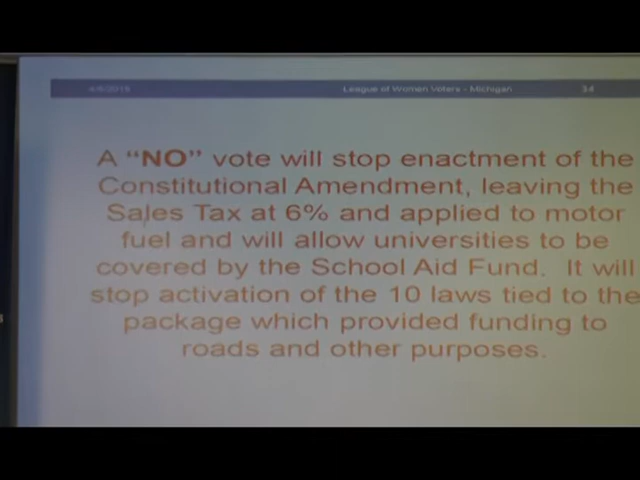 4/8/2015 League of Women Voters - Michigan 34
A “NO” vote will stop enactment of the
Constitutional Amendment, leaving the
Sales Tax at 6% and applied to motor
fuel and will allow universities to be
covered by the School Aid Fund. It will
stop activation of the 10 laws tied to the
package which provided funding to
roads and other purposes.